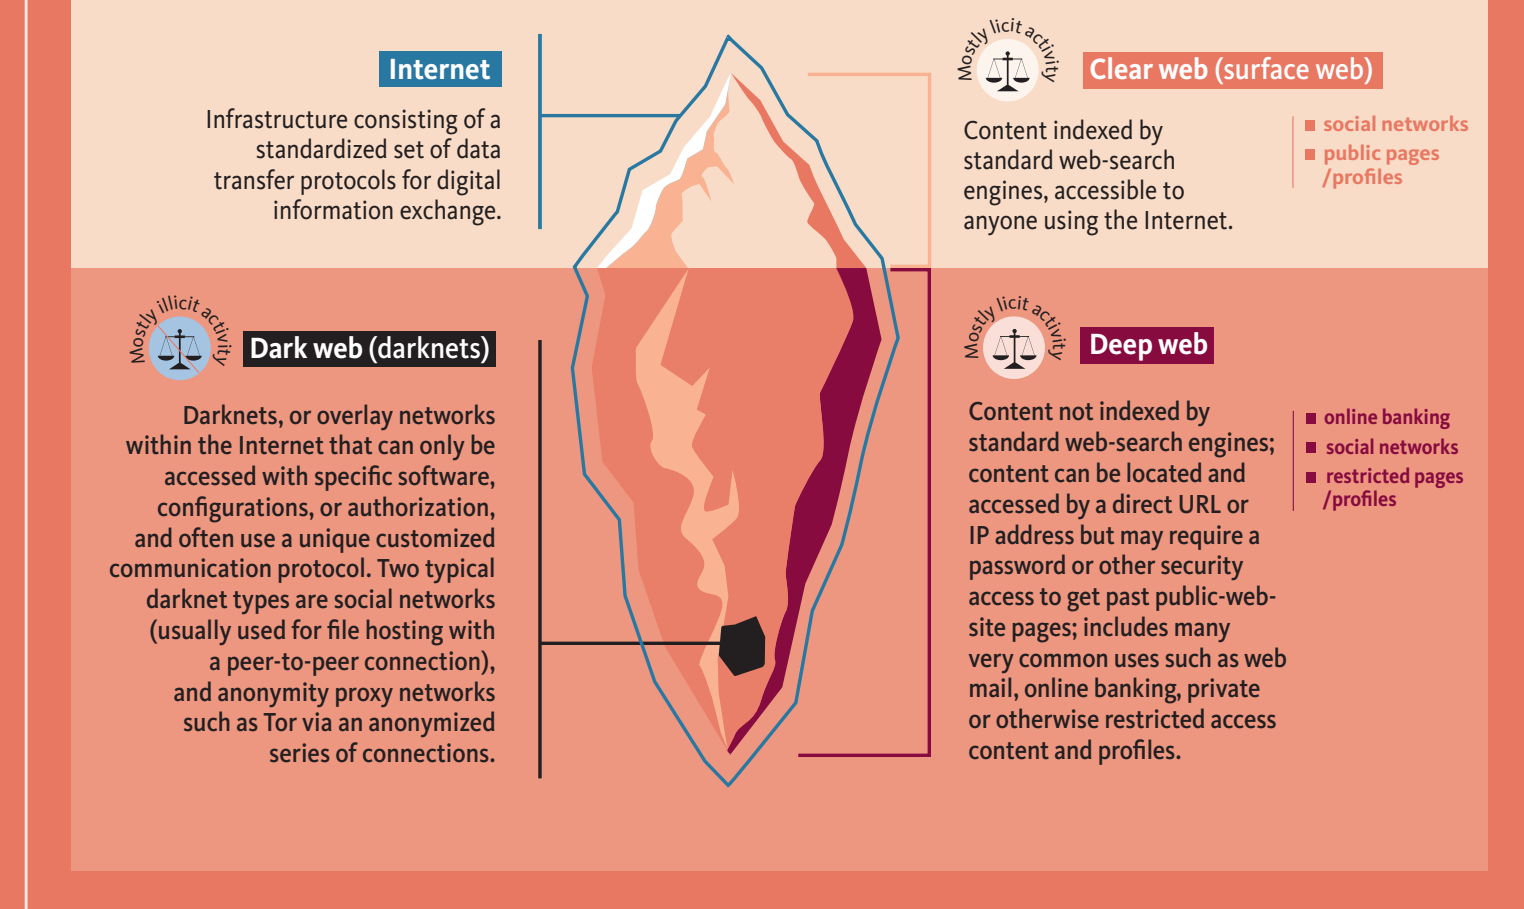 Internet
Infrastructure consisting of a
standardized set of data
transfer protocols for digital
information exchange.
Mostly licit activity
Clear web (surface web)
Content indexed by
standard web-search
engines, accessible to
anyone using the Internet.
social networks
public pages
/profiles
Mostly illicit activity
Dark web (darknets)
Darknets, or overlay networks
within the Internet that can only be
accessed with specific software,
configurations, or authorization,
and often use a unique customized
communication protocol. Two typical
darknet types are social networks
(usually used for file hosting with
a peer-to-peer connection),
and anonymity proxy networks
such as Tor via an anonymized
series of connections.
Mostly licit activity
Deep web
Content not indexed by
standard web-search engines;
content can be located and
accessed by a direct URL or
IP address but may require a
password or other security
access to get past public-web-
site pages; includes many
very common uses such as web
mail, online banking, private
or otherwise restricted access
content and profiles.
online banking
social networks
restricted pages
/profiles